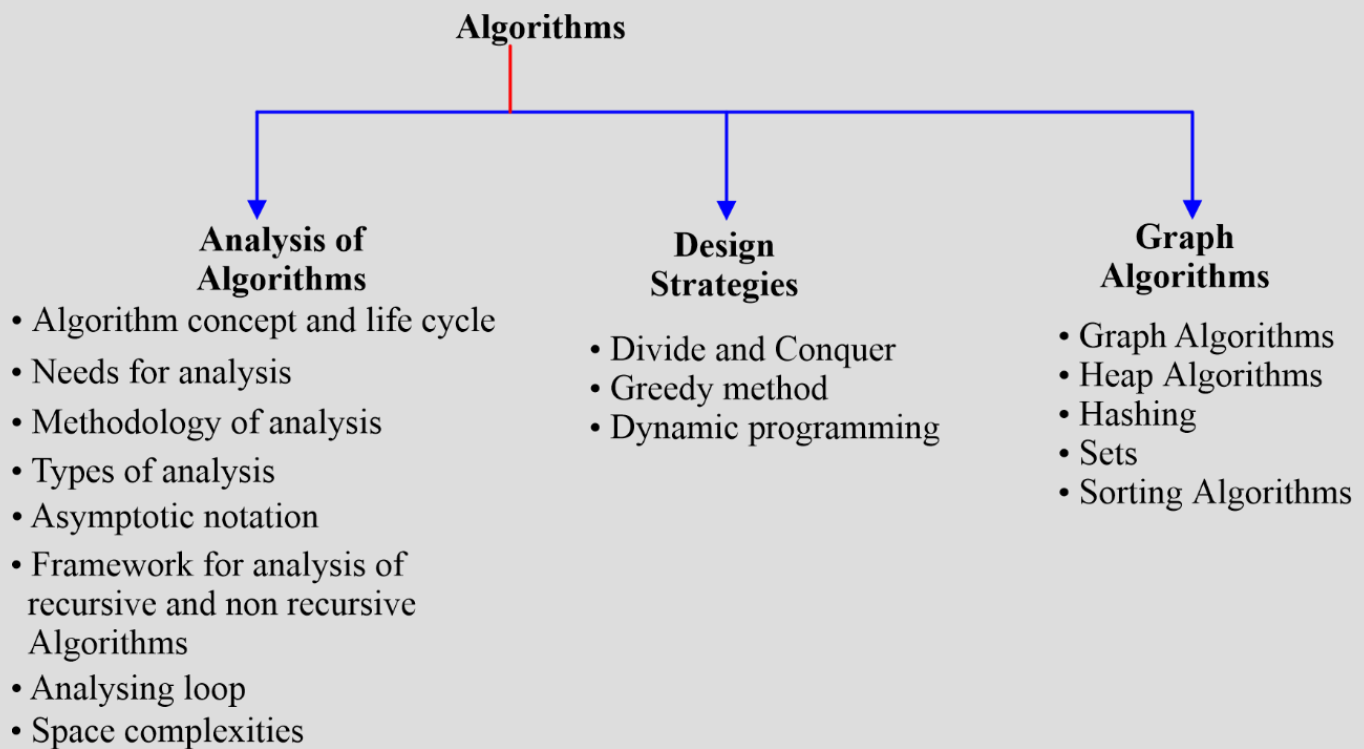 Algorithms
Analysis of
Algorithms
• Algorithm concept and life cycle
• Needs for analysis
• Methodology of analysis
• Types of analysis
• Asymptotic notation
• Framework for analysis of
recursive and non recursive
Algorithms
• Analysing loop
• Space complexities
Design
Strategies
• Divide and Conquer
• Greedy method
• Dynamic programming
Graph
Algorithms
• Graph Algorithms
• Heap Algorithms
• Hashing
• Sets
• Sorting Algorithms